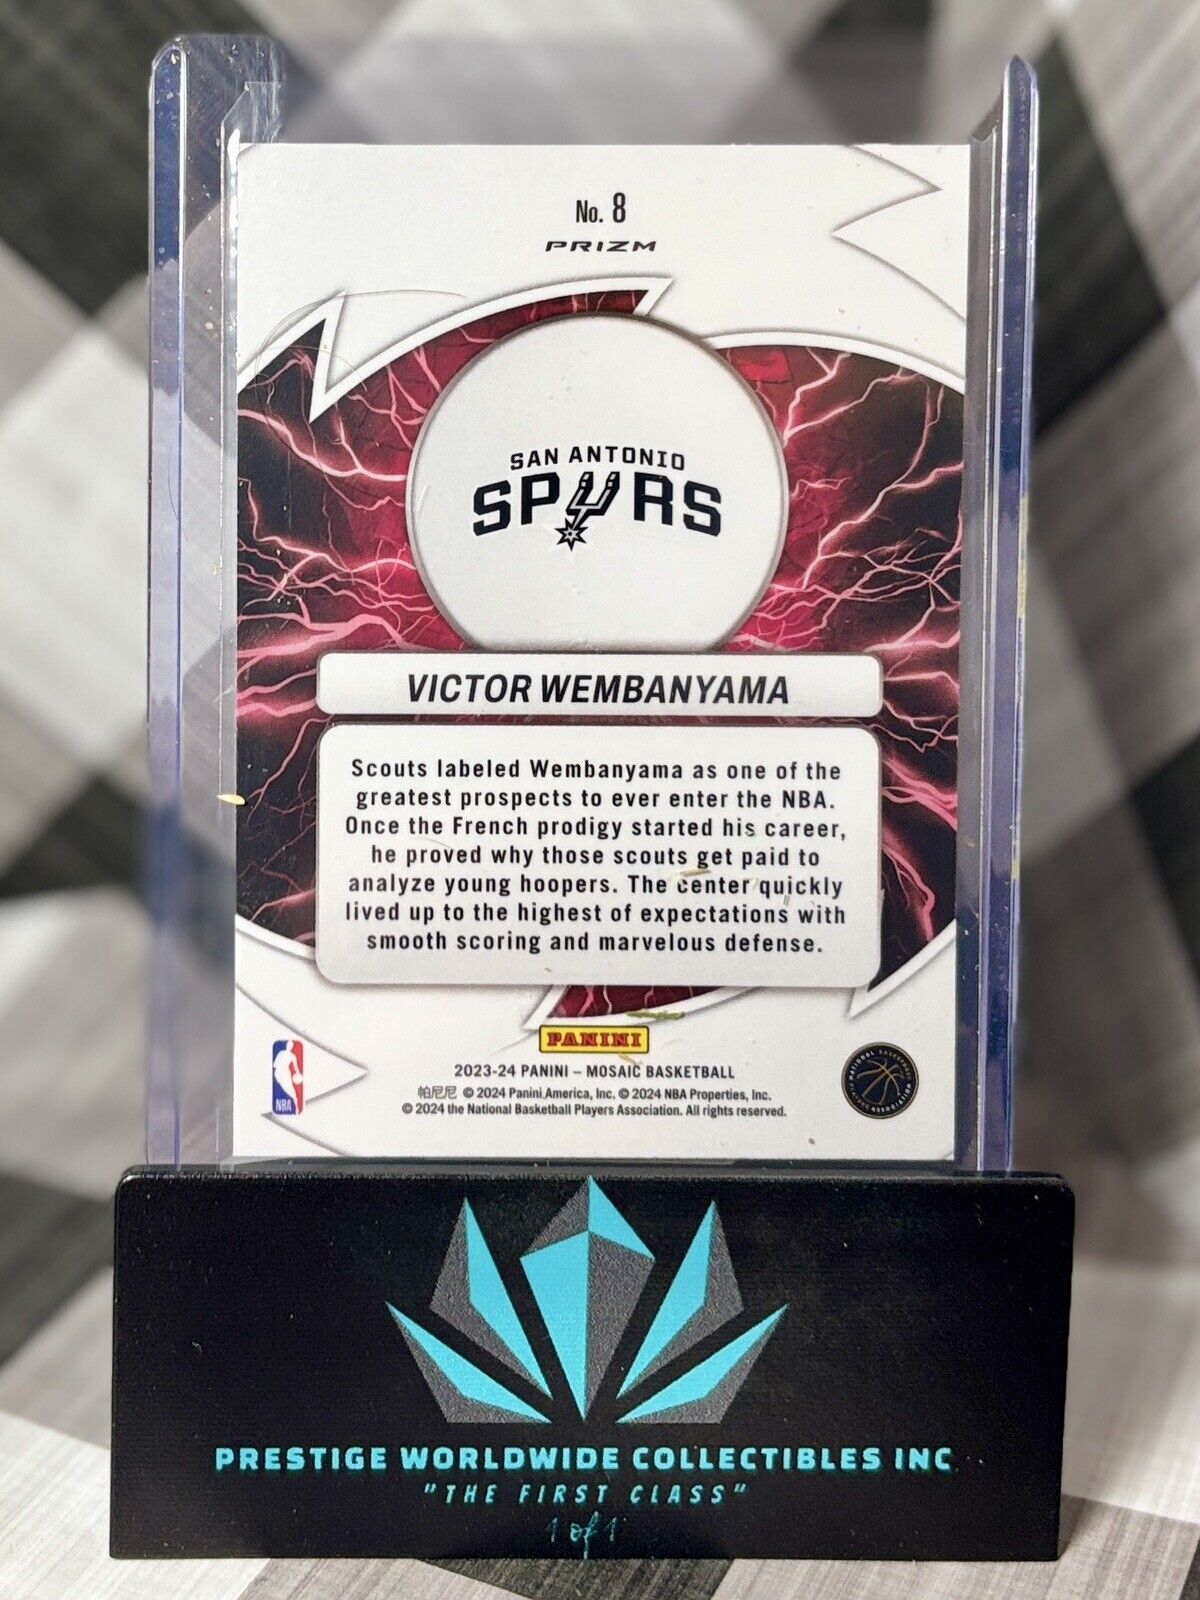 No. 8
PRIZM
SAN ANTONIO
SPURS
VICTOR WEMBANYAMA
Scouts labeled Wembanyama as one of the
greatest prospects to ever enter the NBA.
Once the French prodigy started his career,
he proved why those scouts get paid to
analyze young hoopers. The center quickly
lived up to the highest of expectations with
smooth scoring and marvelous defense.
PANINI
2023-24 PANINI – MOSAIC BASKETBALL
帕尼尼 © 2024 Panini America, Inc. © 2024 NBA Properties, Inc.
© 2024 the National Basketball Players Association. All rights reserved.
NBA
NATIONAL BASKETBALL PLAYERS ASSOCIATION
PRESTIGE WORLDWIDE COLLECTIBLES INC
"THE FIRST CLASS"
1 of 1